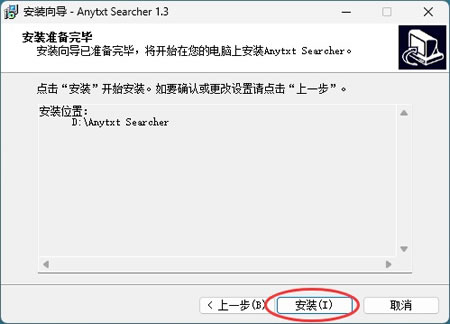 安装向导 - Anytxt Searcher 1.3
安装准备完毕
安装向导已准备完毕，将开始在您的电脑上安装Anytxt Searcher。
点击“安装”开始安装。如要确认或更改设置请点击“上一步”。
安装位置：
D:\Anytxt Searcher
< 上一步(B) 安装(I) 取消